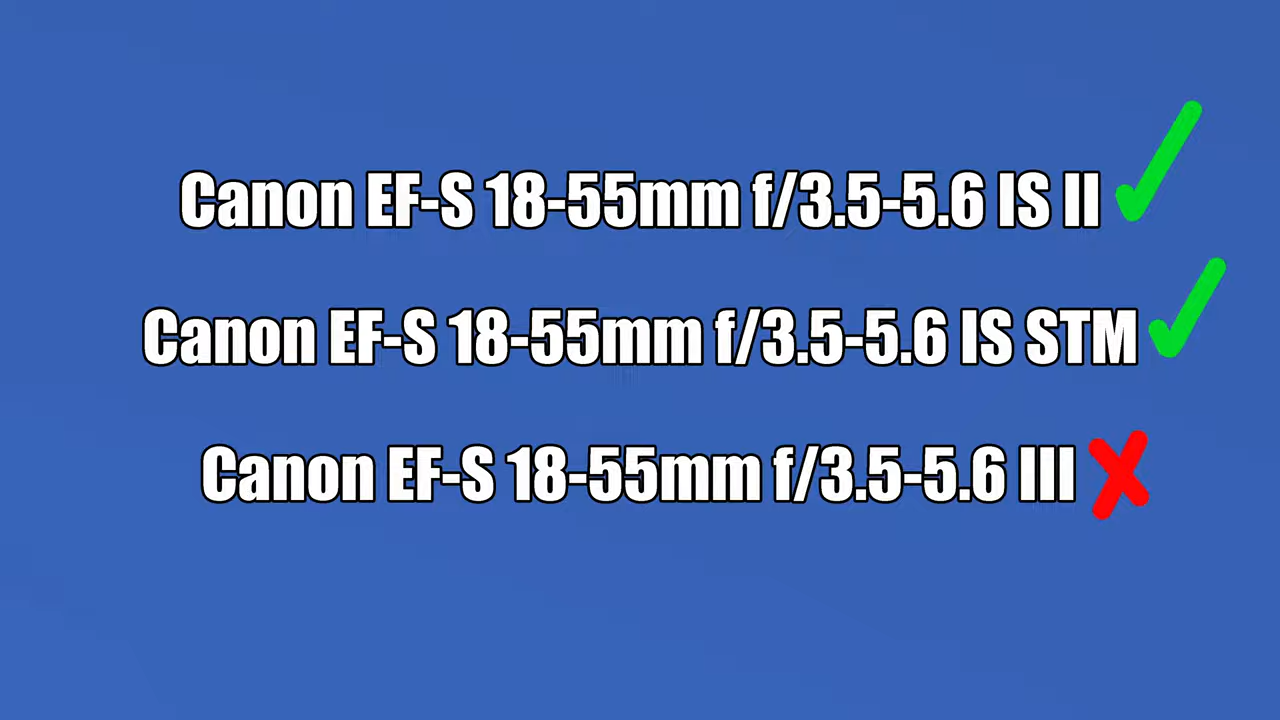 Canon EF-S 18-55mm f/3.5-5.6 IS II
Canon EF-S 18-55mm f/3.5-5.6 IS STM
Canon EF-S 18-55mm f/3.5-5.6 III